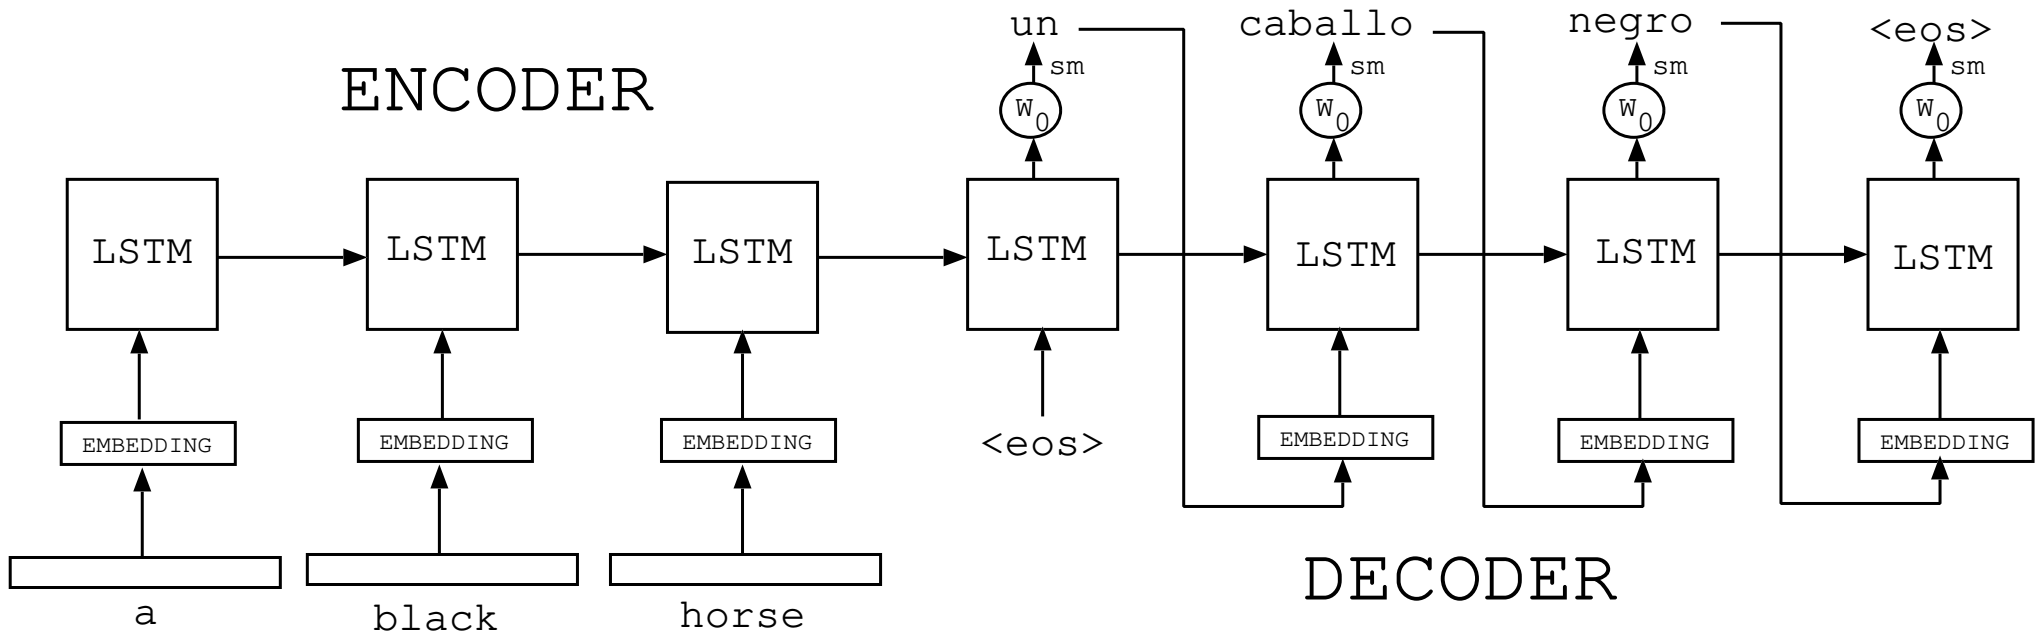 un caballo negro <eos>
sm sm sm sm
ENCODER
W0 W0 W0 W0
LSTM LSTM LSTM LSTM LSTM LSTM LSTM
EMBEDDING EMBEDDING EMBEDDING <eos> EMBEDDING EMBEDDING EMBEDDING
DECODER
a black horse